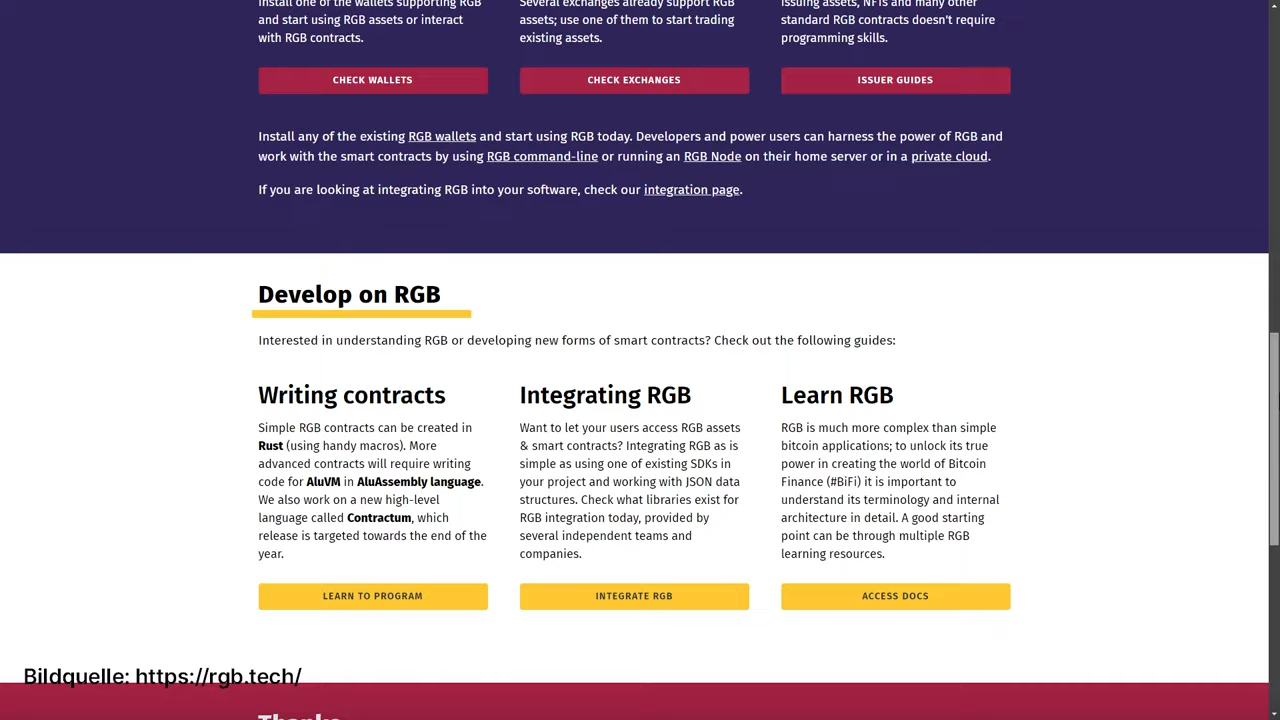 Install one of the wallets supporting RGB
and start using RGB assets or interact
with RGB contracts.
CHECK WALLETS
Several exchanges already support RGB
assets; use one of them to start trading
existing assets.
CHECK EXCHANGES
Issuing assets, NFTs and many other
standard RGB contracts doesn't require
programming skills.
ISSUER GUIDES
Install any of the existing RGB wallets and start using RGB today. Developers and power users can harness the power of RGB and
work with the smart contracts by using RGB command-line or running an RGB Node on their home server or in a private cloud.
If you are looking at integrating RGB into your software, check our integration page.
Develop on RGB
Interested in understanding RGB or developing new forms of smart contracts? Check out the following guides:
Writing contracts
Simple RGB contracts can be created in
Rust (using handy macros). More
advanced contracts will require writing
code for AluVM in AluAssembly language.
We also work on a new high-level
language called Contractum, which
release is targeted towards the end of the
year.
LEARN TO PROGRAM
Integrating RGB
Want to let your users access RGB assets
& smart contracts? Integrating RGB as is
simple as using one of existing SDKs in
your project and working with JSON data
structures. Check what libraries exist for
RGB integration today, provided by
several independent teams and
companies.
INTEGRATE RGB
Learn RGB
RGB is much more complex than simple
bitcoin applications; to unlock its true
power in creating the world of Bitcoin
Finance (#BiFi) it is important to
understand its terminology and internal
architecture in detail. A good starting
point can be through multiple RGB
learning resources.
ACCESS DOCS
Bildquelle: https://rgb.tech/
Thanks